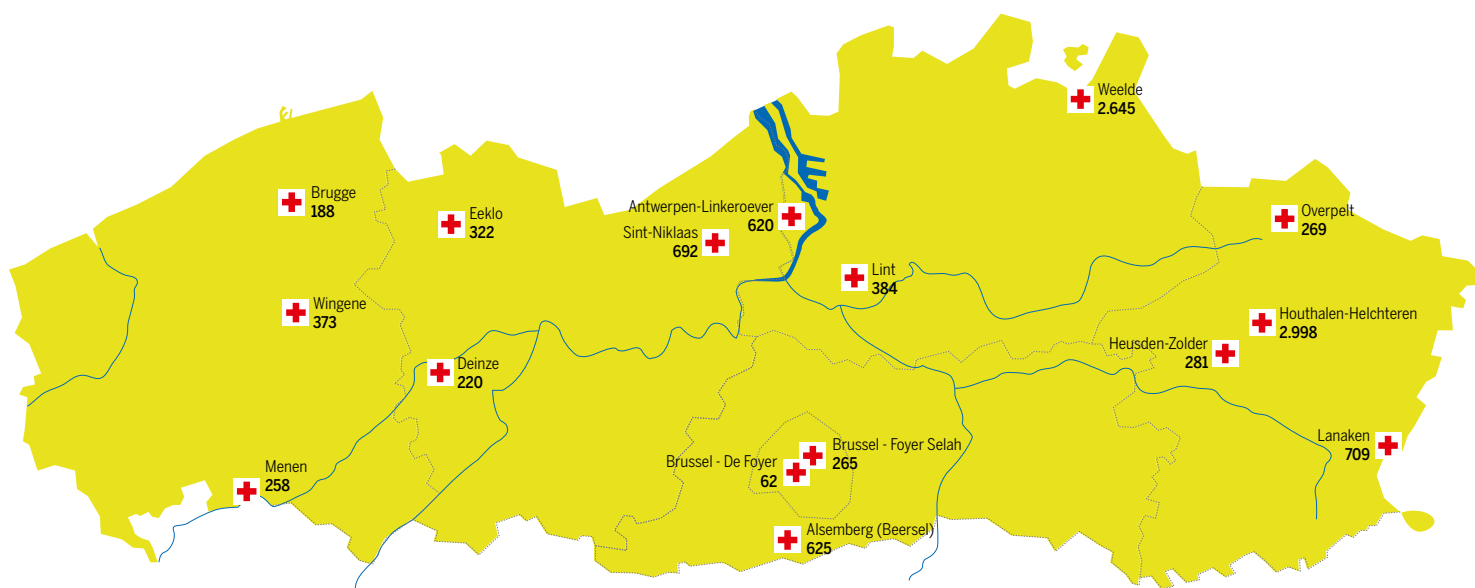 Weelde
2.645
Brugge
188
Eeklo
322
Antwerpen-Linkeroever
620
Sint-Niklaas
692
Overpelt
269
Lint
384
Wingene
373
Houthalen-Helchteren
2.998
Heusden-Zolder
281
Deinze
220
Lanaken
709
Brussel - Foyer Selah
265
Brussel - De Foyer
62
Menen
258
Alsemberg (Beersel)
625